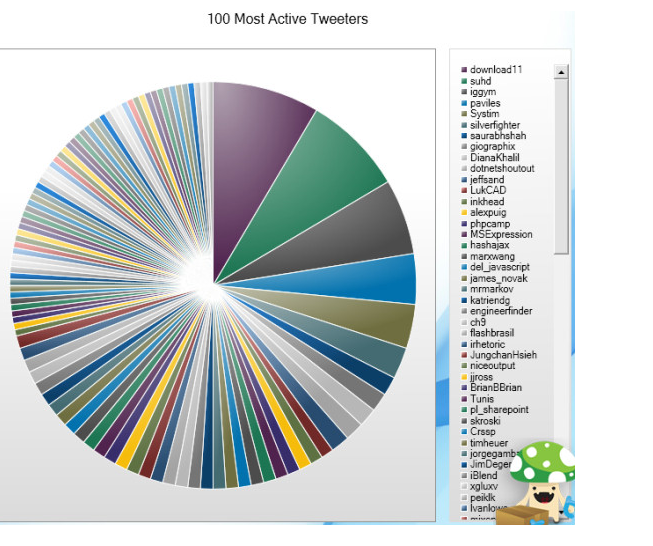 100 Most Active Tweeters
download11
suhd
iggym
paviles
Systim
silverfighter
saurabhshah
giographix
DianaKhalil
dotnetshoutout
jeffsand
LukCAD
inkhead
alexpuig
phpcamp
MSExpression
hashajax
marxwang
del_javascript
james_novak
mrmarkov
katriendg
engineerfinder
ch9
flashbrasil
irhetoric
JungchanHsieh
niceoutput
jjross
BrianBBrian
Tunis
pl_sharepoint
skroski
Crssp
timheuer
iBlend
xgluxv
peiklk